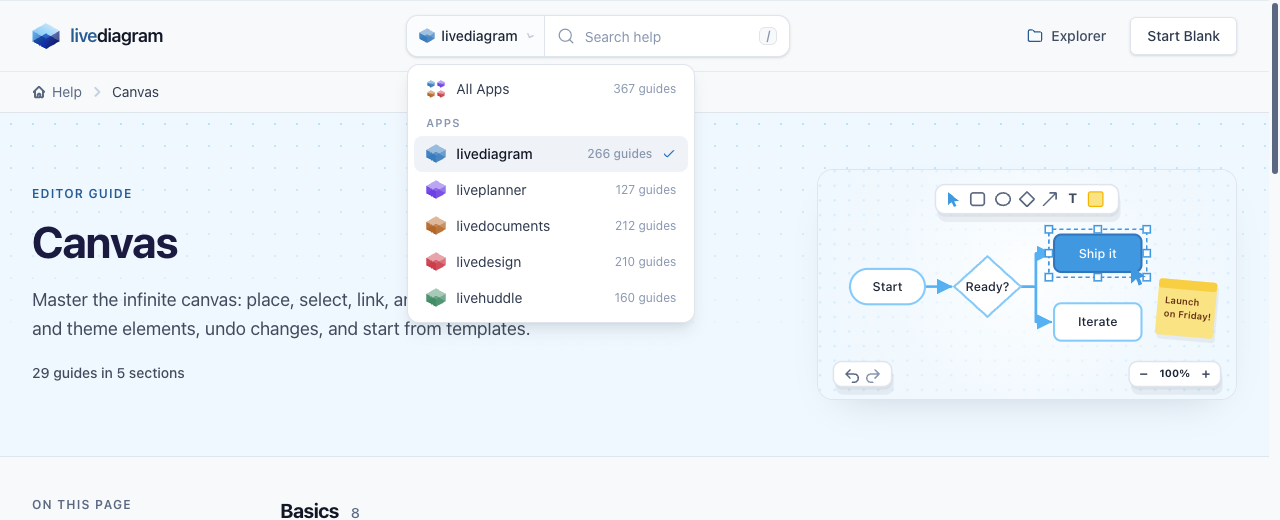 livediagram
livediagram
Search help
/
Explorer
Start Blank
Help
Canvas
All Apps 367 guides
APPS
livediagram 266 guides
liveplanner 127 guides
livedocuments 212 guides
livedesign 210 guides
livehuddle 160 guides
EDITOR GUIDE
Canvas
Master the infinite canvas: place, select, link,
and theme elements, undo changes, and start from templates.
29 guides in 5 sections
T
Start
Ready?
Ship it
Iterate
Launch
on Friday!
− 100% +
ON THIS PAGE
Basics 8